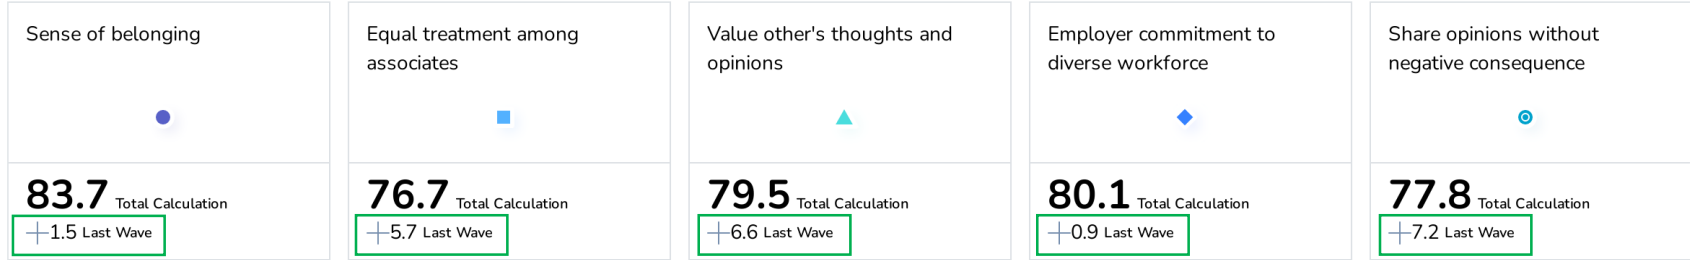 Sense of belonging
83.7 Total Calculation
+1.5 Last Wave
Equal treatment among
associates
76.7 Total Calculation
+5.7 Last Wave
Value other's thoughts and
opinions
79.5 Total Calculation
+6.6 Last Wave
Employer commitment to
diverse workforce
80.1 Total Calculation
+0.9 Last Wave
Share opinions without
negative consequence
77.8 Total Calculation
+7.2 Last Wave